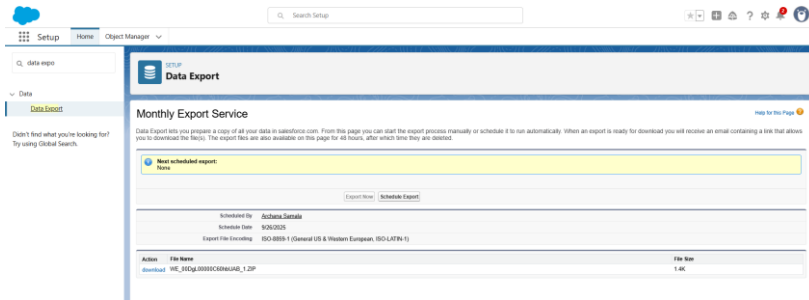 Search Setup
Setup
Home
Object Manager
data expo
Data
Data Export
Didn't find what you're looking for?
Try using Global Search.
SETUP
Data Export
Monthly Export Service
Help for this Page
Data Export lets you prepare a copy of all your data in salesforce.com. From this page you can start the export process manually or schedule it to run automatically. When an export is ready for download you will receive an email containing a link that allows
you to download the file(s). The export files are also available on this page for 48 hours, after which time they are deleted.
Next scheduled export:
None
Export Now Schedule Export
Scheduled By Archana Samala
Schedule Date 9/26/2025
Export File Encoding ISO-8859-1 (General US & Western European, ISO-LATIN-1)
Action File Name File Size
download 1.4K